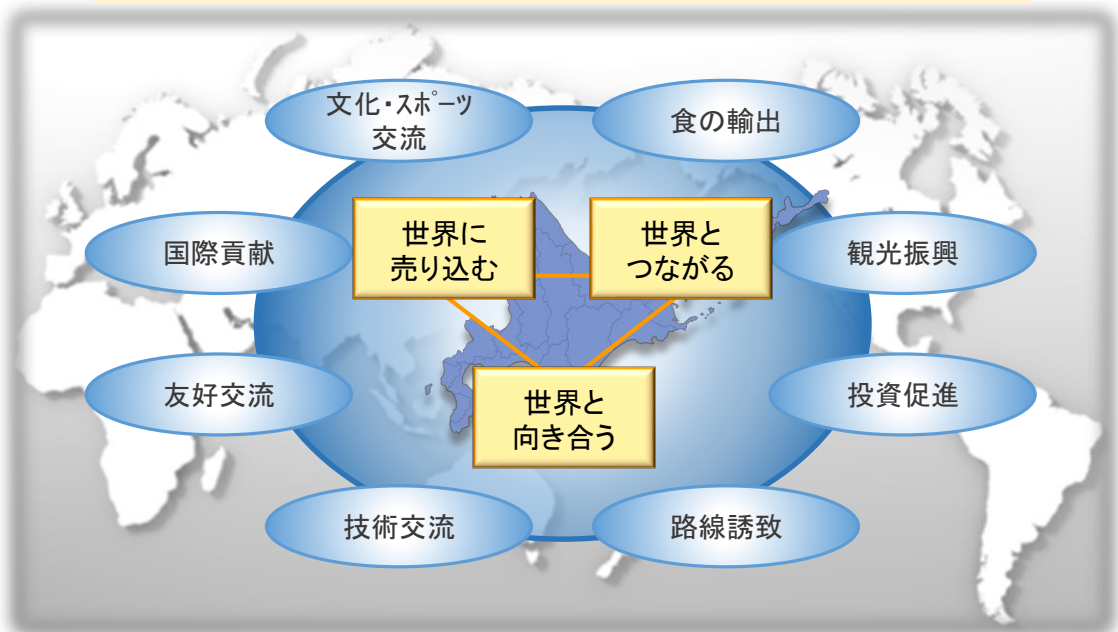 文化・スポーツ
交流
食の輸出
世界に
売り込む
世界と
つながる
国際貢献
観光振興
友好交流
投資促進
世界と
向き合う
技術交流
路線誘致